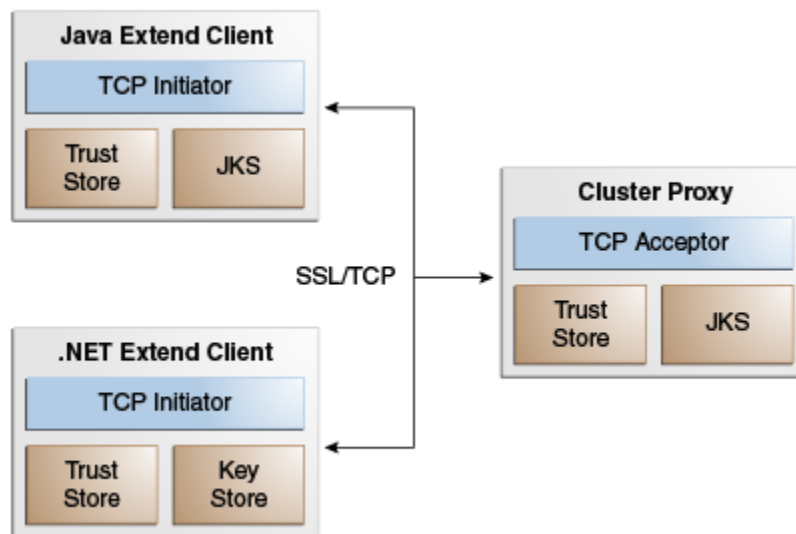 Java Extend Client
TCP Initiator
Trust
Store
JKS
SSL/TCP
.NET Extend Client
TCP Initiator
Trust
Store
Key
Store
Cluster Proxy
TCP Acceptor
Trust
Store
JKS